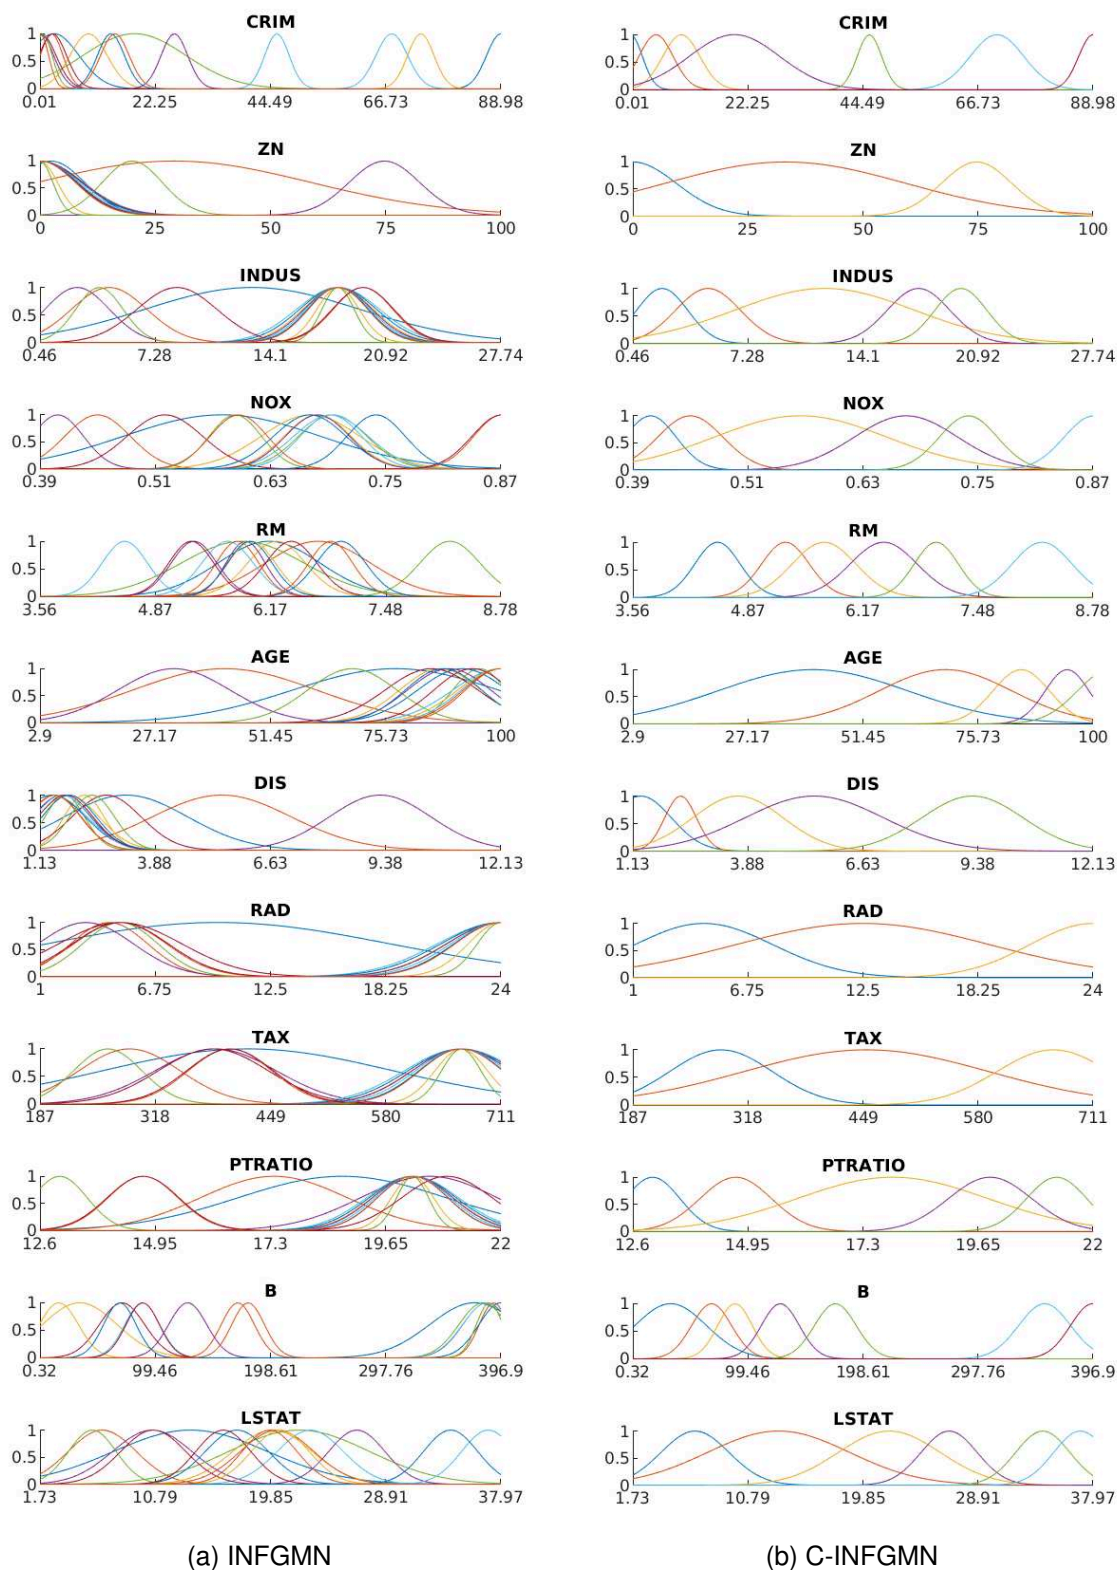 CRIM
1
0.5
0
0.01 22.25 44.49 66.73 88.98
ZN
1
0.5
0
0 25 50 75 100
INDUS
1
0.5
0
0.46 7.28 14.1 20.92 27.74
NOX
1
0.5
0
0.39 0.51 0.63 0.75 0.87
RM
1
0.5
0
3.56 4.87 6.17 7.48 8.78
AGE
1
0.5
0
2.9 27.17 51.45 75.73 100
DIS
1
0.5
0
1.13 3.88 6.63 9.38 12.13
RAD
1
0.5
0
1 6.75 12.5 18.25 24
TAX
1
0.5
0
187 318 449 580 711
PTRATIO
1
0.5
0
12.6 14.95 17.3 19.65 22
B
1
0.5
0
0.32 99.46 198.61 297.76 396.9
LSTAT
1
0.5
0
1.73 10.79 19.85 28.91 37.97
(a) INFGMN
CRIM
1
0.5
0
0.01 22.25 44.49 66.73 88.98
ZN
1
0.5
0
0 25 50 75 100
INDUS
1
0.5
0
0.46 7.28 14.1 20.92 27.74
NOX
1
0.5
0
0.39 0.51 0.63 0.75 0.87
RM
1
0.5
0
3.56 4.87 6.17 7.48 8.78
AGE
1
0.5
0
2.9 27.17 51.45 75.73 100
DIS
1
0.5
0
1.13 3.88 6.63 9.38 12.13
RAD
1
0.5
0
1 6.75 12.5 18.25 24
TAX
1
0.5
0
187 318 449 580 711
PTRATIO
1
0.5
0
12.6 14.95 17.3 19.65 22
B
1
0.5
0
0.32 99.46 198.61 297.76 396.9
LSTAT
1
0.5
0
1.73 10.79 19.85 28.91 37.97
(b) C-INFGMN